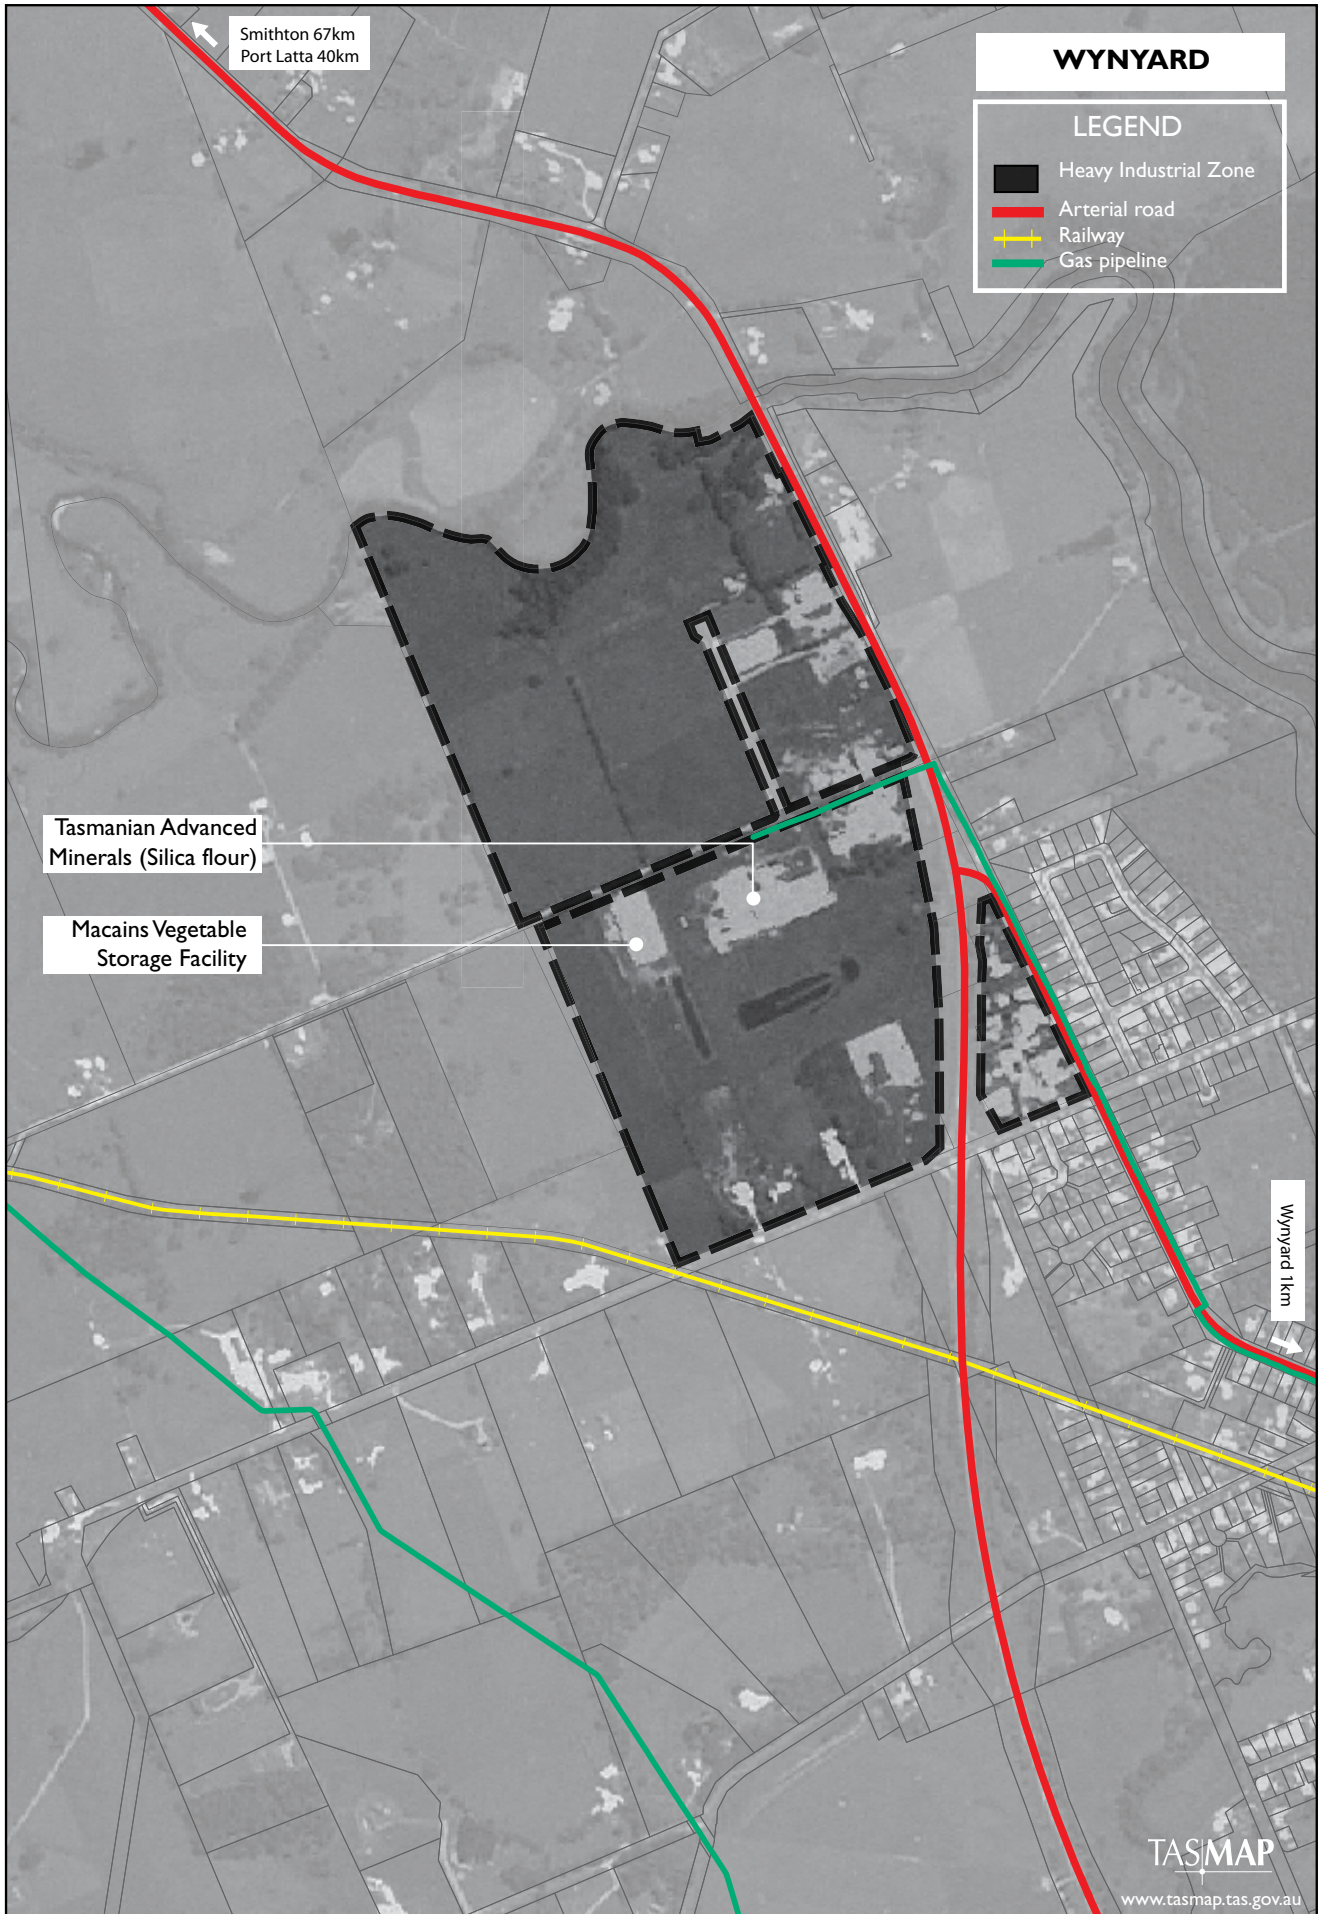 Smithton 67km
Port Latta 40km
WYNYARD
LEGEND
Heavy Industrial Zone
Arterial road
Railway
Gas pipeline
Tasmanian Advanced
Minerals (Silica flour)
Macains Vegetable
Storage Facility
Wynyard 1km
TASMAP
www.tasmap.tas.gov.au